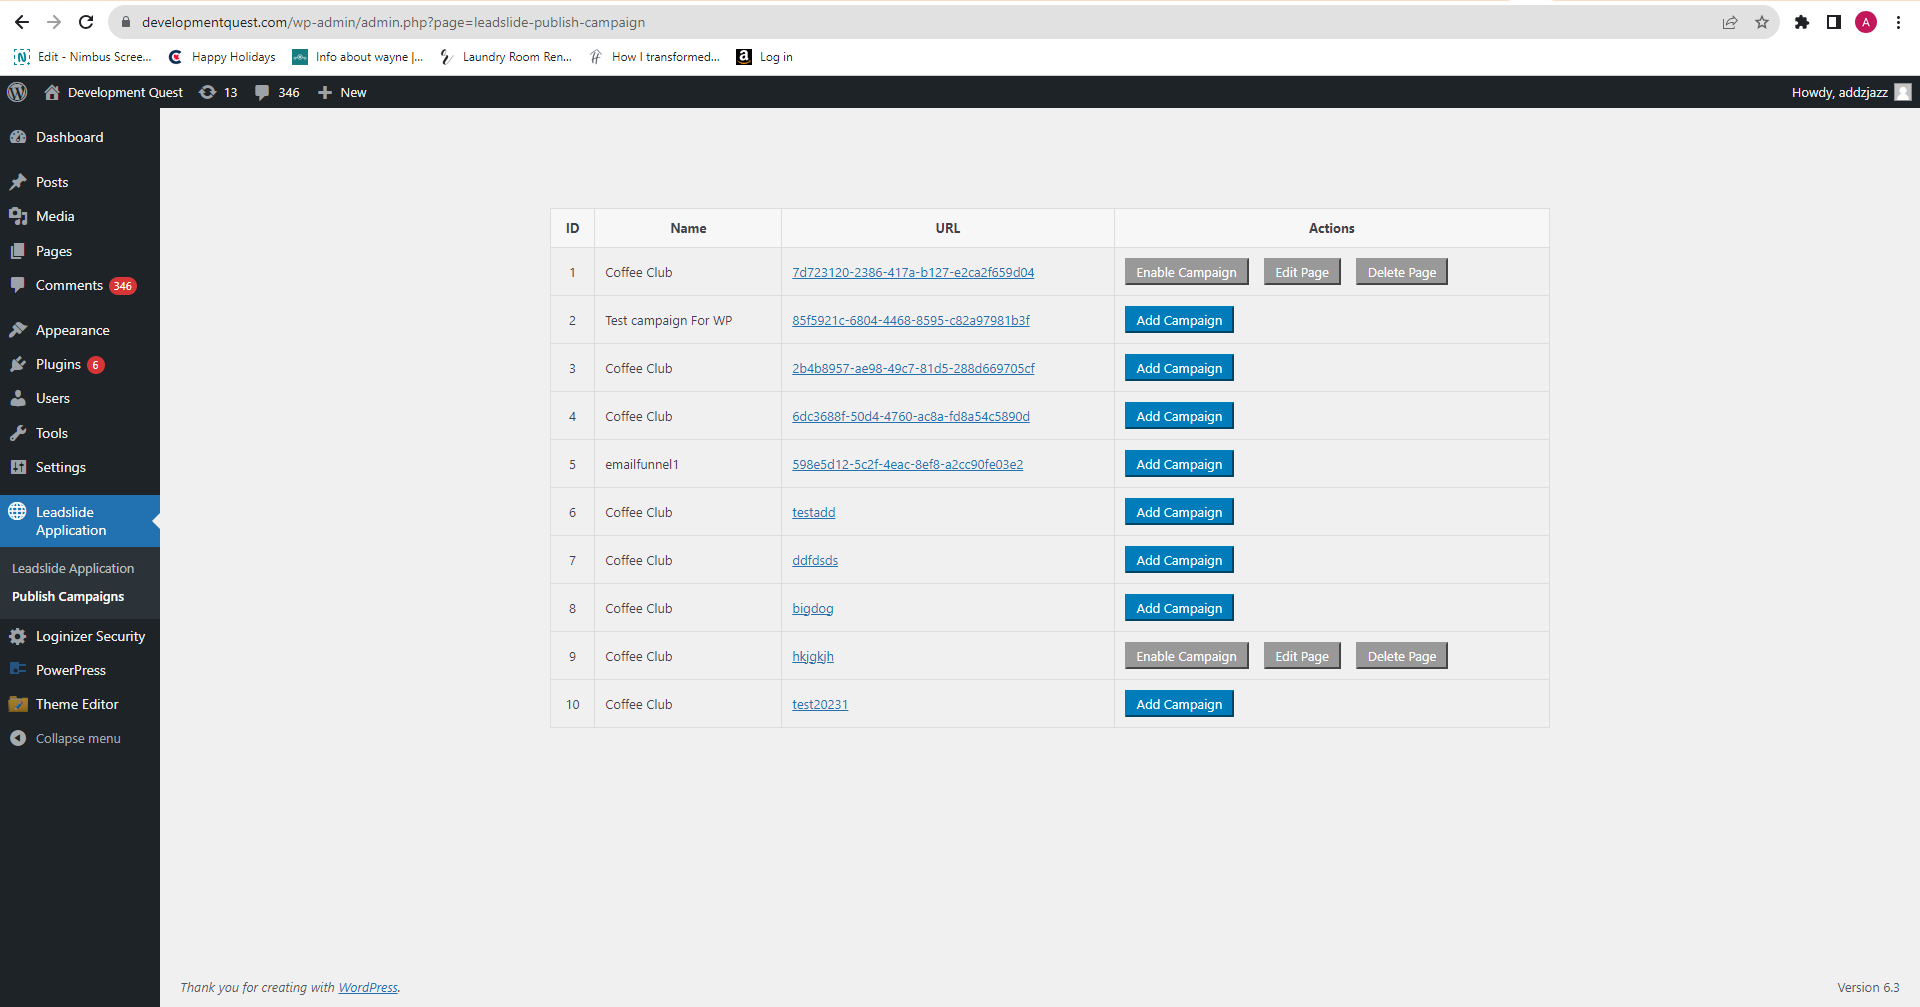 developmentquest.com/wp-admin/admin.php?page=leadslide-publish-campaign
A
Edit - Nimbus Scree...
Happy Holidays
Info about wayne |...
Laundry Room Ren...
How I transformed...
Log in
Development Quest 13 346 New
Howdy, addzjazz
Dashboard
Posts
Media
Pages
Comments 346
Appearance
Plugins 6
Users
Tools
Settings
Leadslide
Application
Leadslide Application
Publish Campaigns
Loginizer Security
PowerPress
Theme Editor
Collapse menu
ID Name URL Actions
1 Coffee Club 7d723120-2386-417a-b127-e2ca2f659d04 Enable Campaign Edit Page Delete Page
2 Test campaign For WP 85f5921c-6804-4468-8595-c82a97981b3f Add Campaign
3 Coffee Club 2b4b8957-ae98-49c7-81d5-288d669705cf Add Campaign
4 Coffee Club 6dc3688f-50d4-4760-ac8a-fd8a54c5890d Add Campaign
5 emailfunnel1 598e5d12-5c2f-4eac-8ef8-a2cc90fe03e2 Add Campaign
6 Coffee Club testadd Add Campaign
7 Coffee Club ddfdsds Add Campaign
8 Coffee Club bigdog Add Campaign
9 Coffee Club hkjgkjh Enable Campaign Edit Page Delete Page
10 Coffee Club test20231 Add Campaign
Thank you for creating with WordPress.
Version 6.3